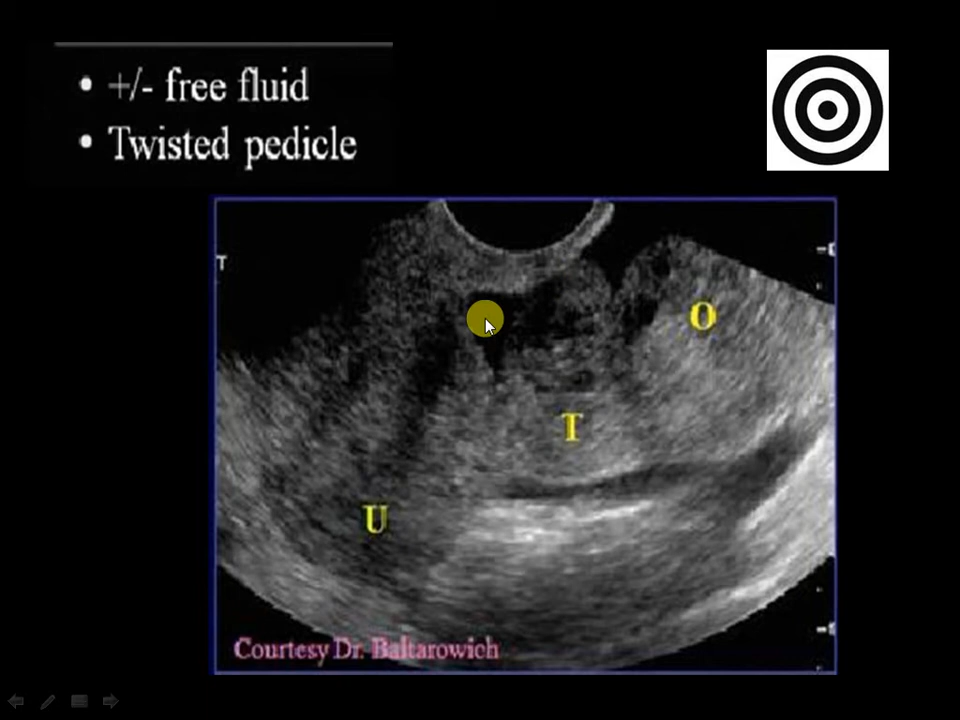 • +/- free fluid
• Twisted pedicle
T
O
T
U
Courtesy Dr. Baltarowich